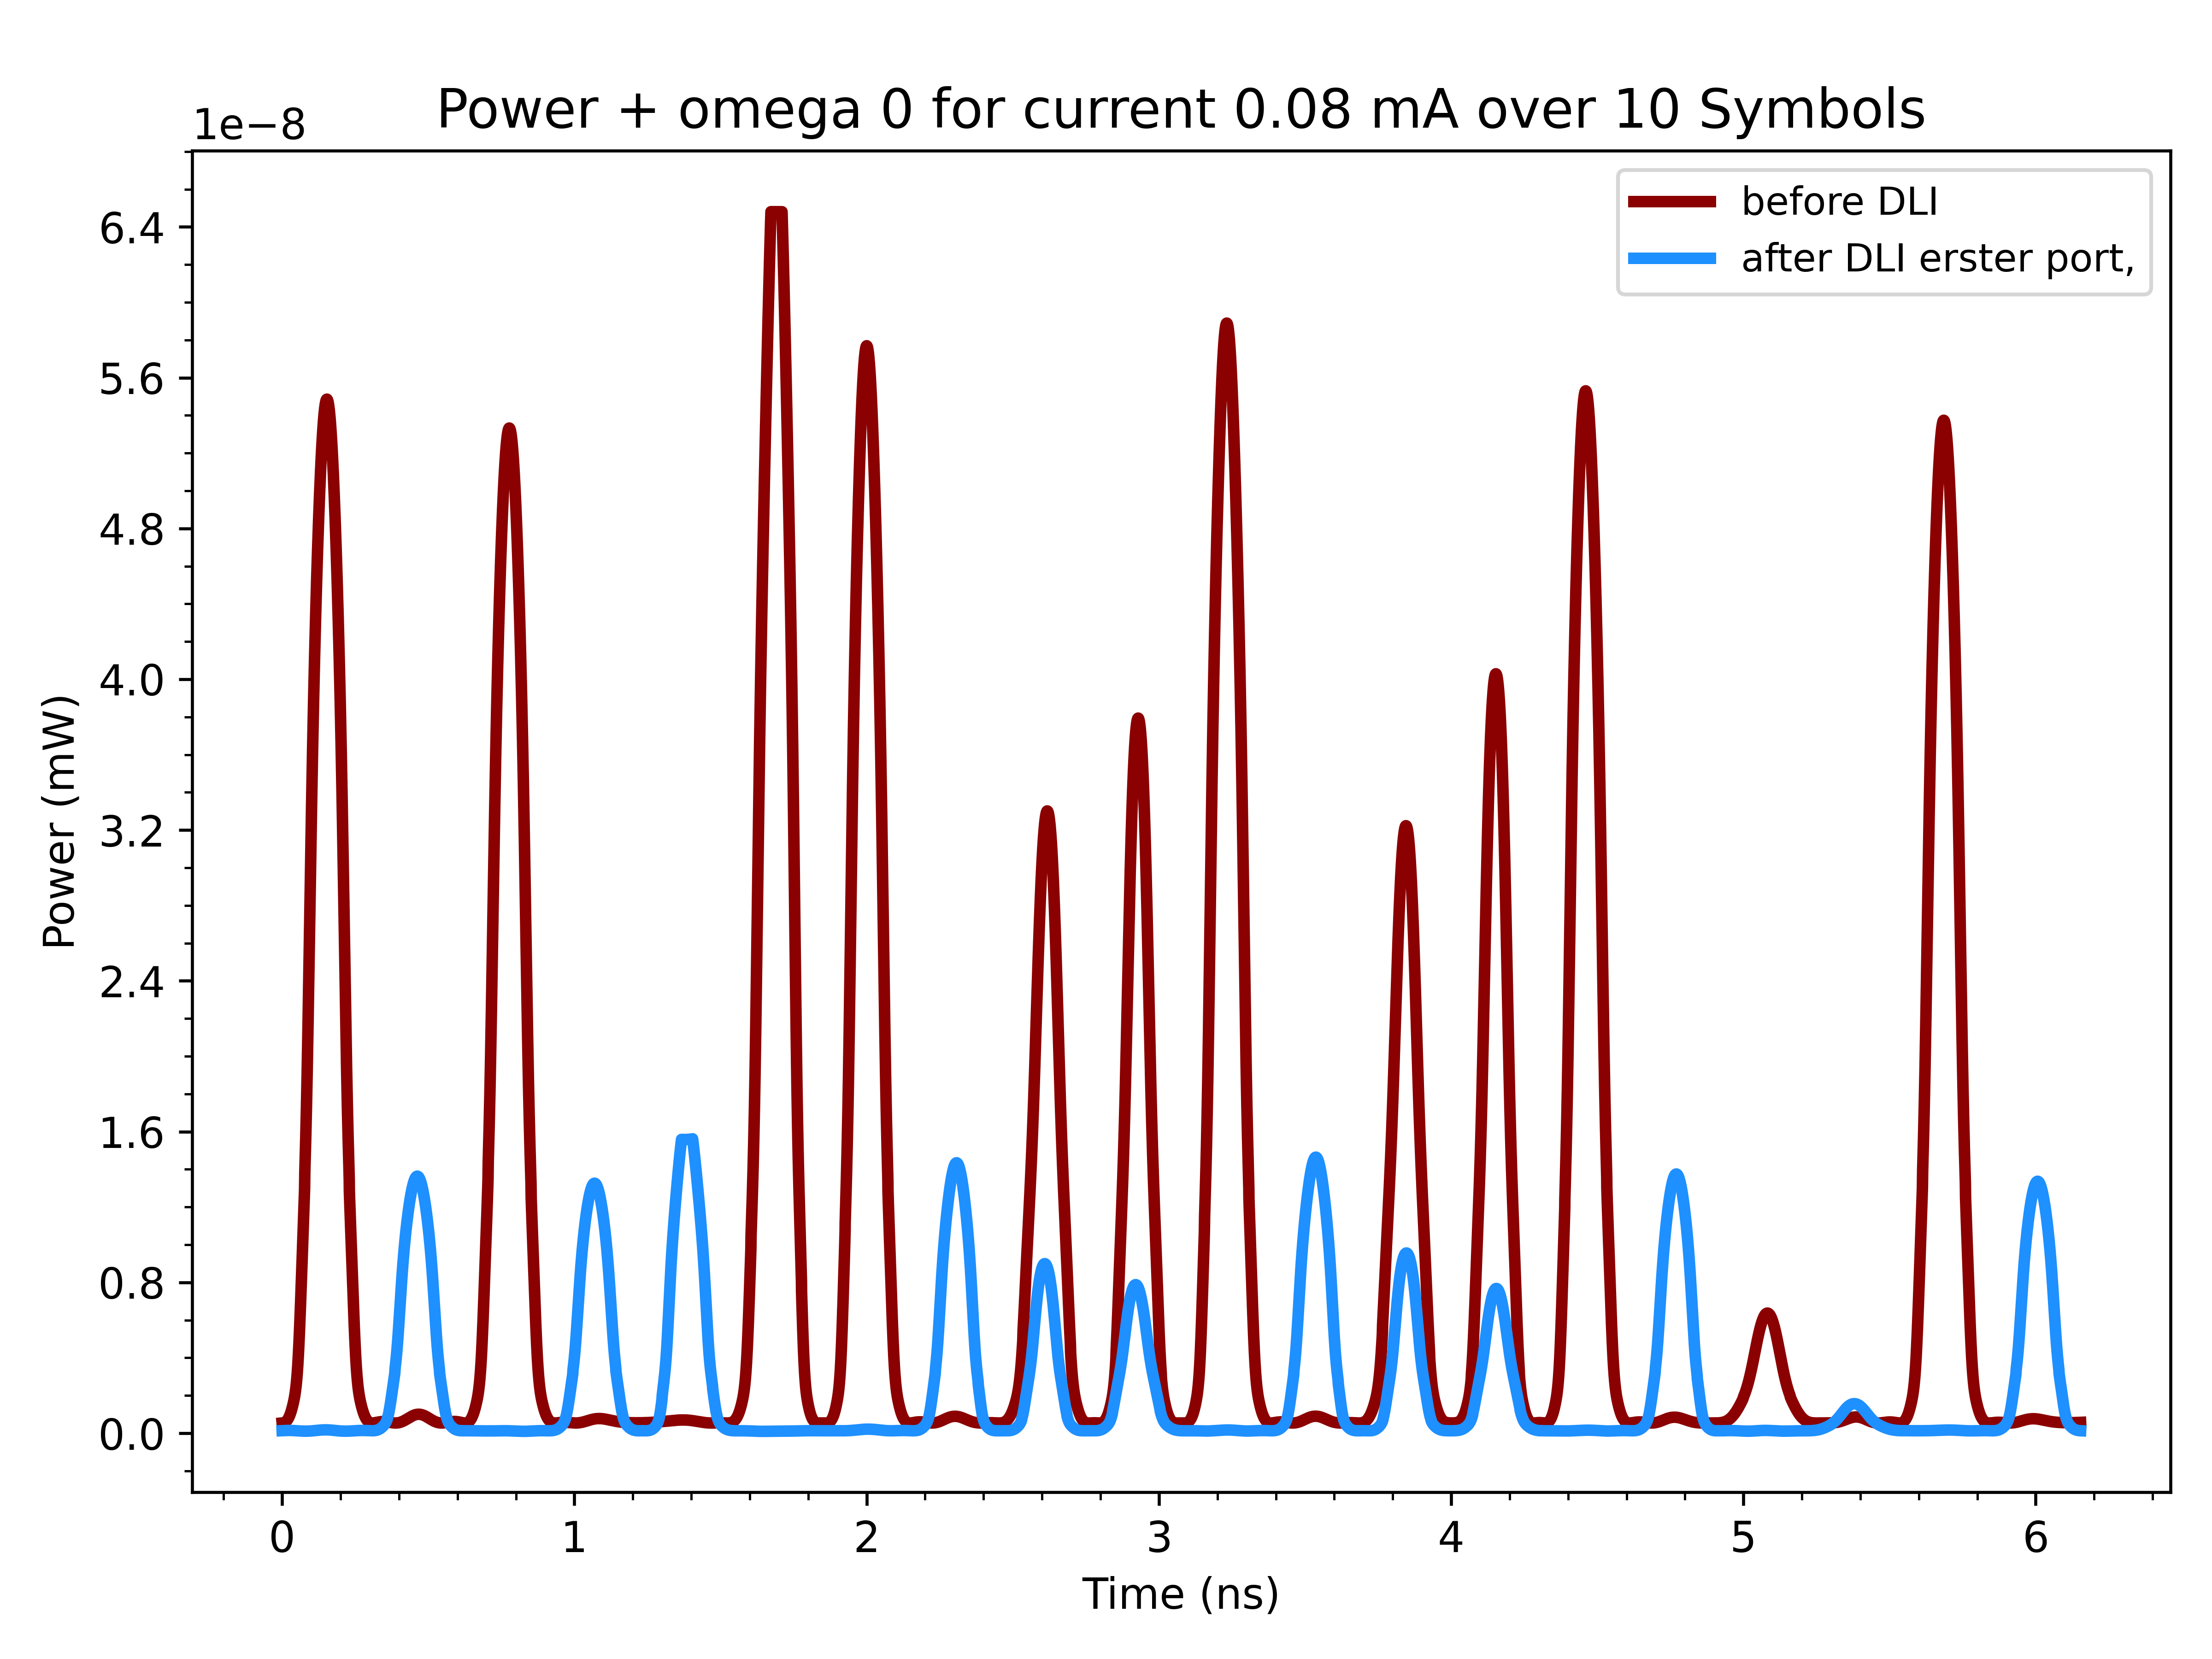 Power + omega 0 for current 0.08 mA over 10 Symbols
1e−8
before DLI
after DLI erster port,
6.4
5.6
4.8
4.0
3.2
2.4
1.6
0.8
0.0
Power (mW)
0 1 2 3 4 5 6
Time (ns)